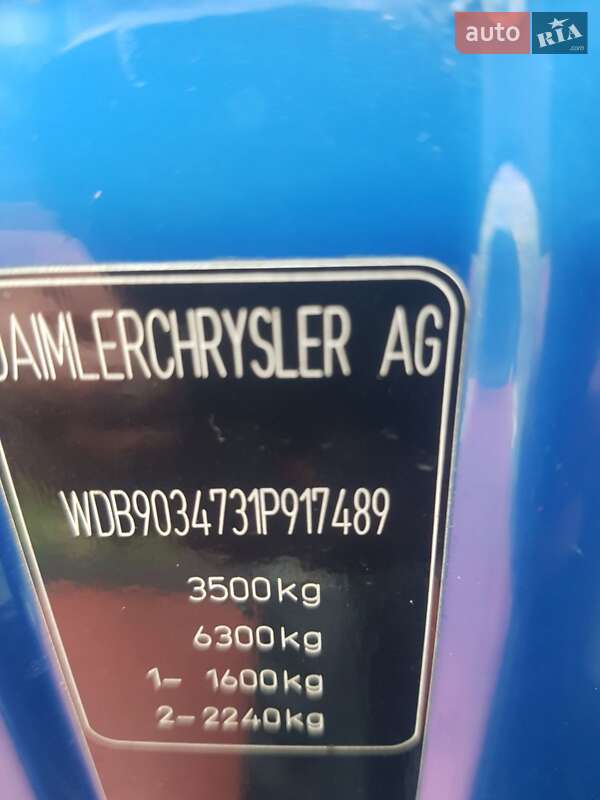 auto RIA
.com
DAIMLERCHRYSLER AG
WDB9034731P917489
3500kg
6300kg
1- 1600kg
2- 2240kg